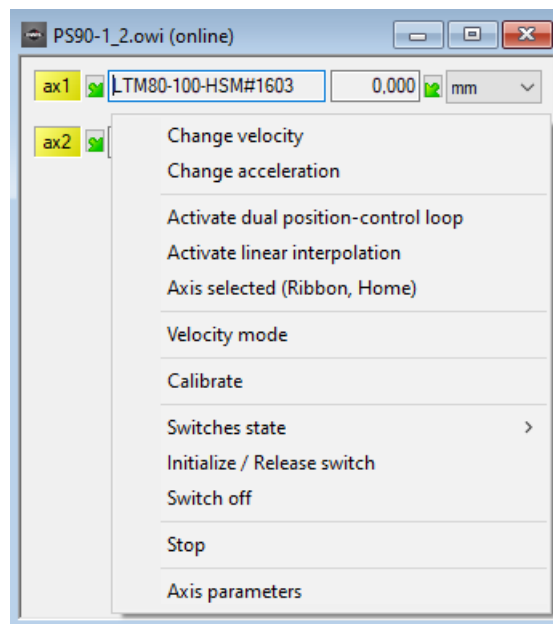 PS90-1_2.owi (online)
ax1 LTM80-100-HSM#1603 0,000 mm
ax2
Change velocity
Change acceleration
Activate dual position-control loop
Activate linear interpolation
Axis selected (Ribbon, Home)
Velocity mode
Calibrate
Switches state
Initialize / Release switch
Switch off
Stop
Axis parameters